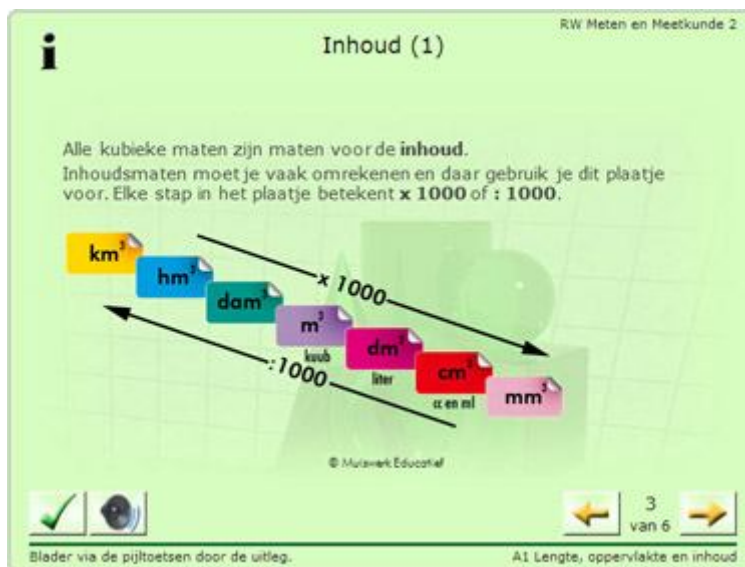 RW Meten en Meetkunde 2
i
Inhoud (1)
Alle kubieke maten zijn maten voor de inhoud.
Inhoudsmaten moet je vaak omrekenen en daar gebruik je dit plaatje
voor. Elke stap in het plaatje betekent x 1000 of : 1000.
km³
hm³
dam³
x 1000
m³
kuub
dm³
liter
cm³
cc en ml
mm³
:1000
© Muiswerk Educatief
3
van 6
Blader via de pijltoetsen door de uitleg.
A1 Lengte, oppervlakte en inhoud